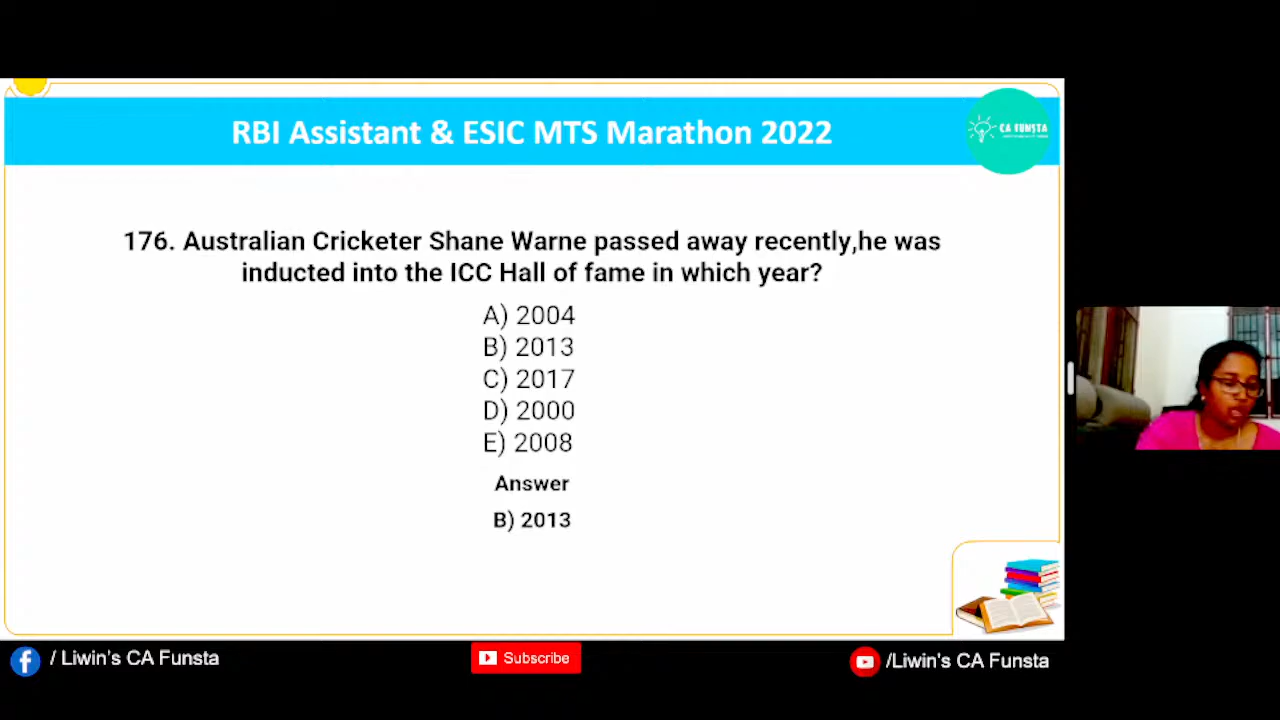 RBI Assistant & ESIC MTS Marathon 2022
CA FUNSTA
176. Australian Cricketer Shane Warne passed away recently,he was
inducted into the ICC Hall of fame in which year?
A) 2004
B) 2013
C) 2017
D) 2000
E) 2008
Answer
B) 2013
/ Liwin's CA Funsta
Subscribe
/Liwin's CA Funsta